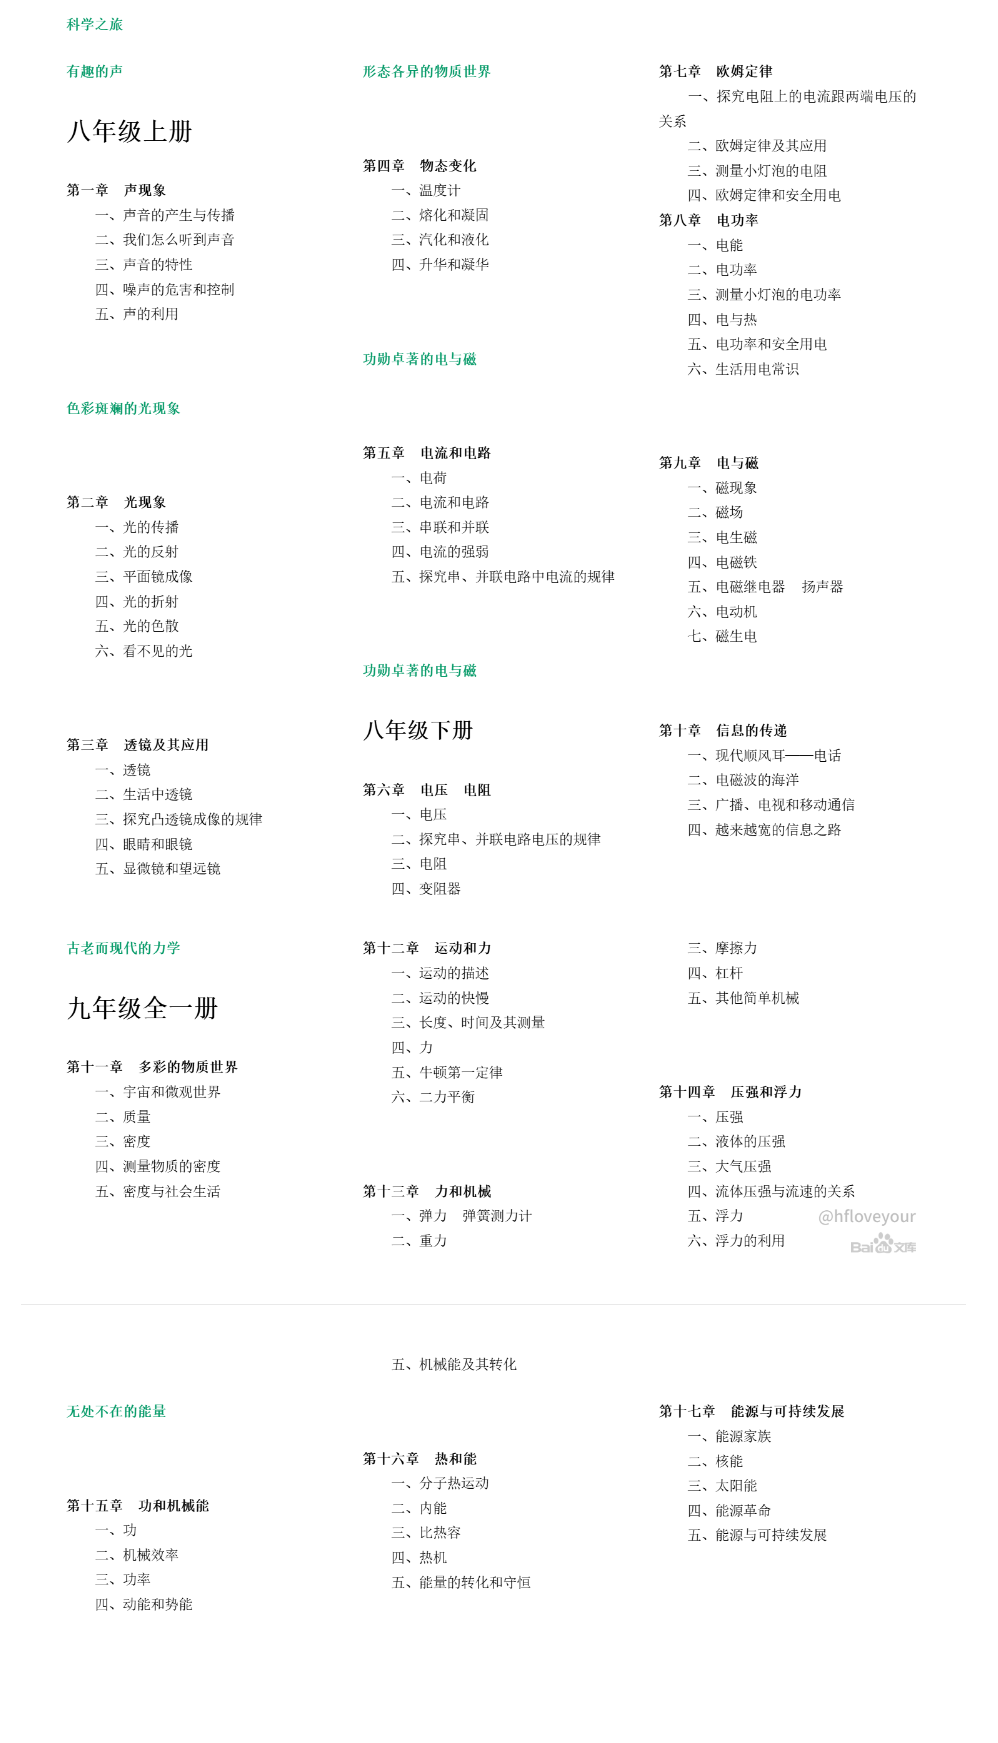 科学之旅
有趣的声
八年级上册
第一章 声现象
一、声音的产生与传播
二、我们怎么听到声音
三、声音的特性
四、噪声的危害和控制
五、声的利用
色彩斑斓的光现象
第二章 光现象
一、光的传播
二、光的反射
三、平面镜成像
四、光的折射
五、光的色散
六、看不见的光
第三章 透镜及其应用
一、透镜
二、生活中透镜
三、探究凸透镜成像的规律
四、眼睛和眼镜
五、显微镜和望远镜
形态各异的物质世界
第四章 物态变化
一、温度计
二、熔化和凝固
三、汽化和液化
四、升华和凝华
功勋卓著的电与磁
第五章 电流和电路
一、电荷
二、电流和电路
三、串联和并联
四、电流的强弱
五、探究串、并联电路中电流的规律
功勋卓著的电与磁
八年级下册
第六章 电压 电阻
一、电压
二、探究串、并联电路电压的规律
三、电阻
四、变阻器
第七章 欧姆定律
一、探究电阻上的电流跟两端电压的
关系
二、欧姆定律及其应用
三、测量小灯泡的电阻
四、欧姆定律和安全用电
第八章 电功率
一、电能
二、电功率
三、测量小灯泡的电功率
四、电与热
五、电功率和安全用电
六、生活用电常识
第九章 电与磁
一、磁现象
二、磁场
三、电生磁
四、电磁铁
五、电磁继电器 扬声器
六、电动机
七、磁生电
第十章 信息的传递
一、现代顺风耳——电话
二、电磁波的海洋
三、广播、电视和移动通信
四、越来越宽的信息之路
古老而现代的力学
九年级全一册
第十一章 多彩的物质世界
一、宇宙和微观世界
二、质量
三、密度
四、测量物质的密度
五、密度与社会生活
第十二章 运动和力
一、运动的描述
二、运动的快慢
三、长度、时间及其测量
四、力
五、牛顿第一定律
六、二力平衡
第十三章 力和机械
一、弹力 弹簧测力计
二、重力
三、摩擦力
四、杠杆
五、其他简单机械
第十四章 压强和浮力
一、压强
二、液体的压强
三、大气压强
四、流体压强与流速的关系
五、浮力
六、浮力的利用
@hfloveyour
Bai du 文库
无处不在的能量
第十五章 功和机械能
一、功
二、机械效率
三、功率
四、动能和势能
五、机械能及其转化
第十六章 热和能
一、分子热运动
二、内能
三、比热容
四、热机
五、能量的转化和守恒
第十七章 能源与可持续发展
一、能源家族
二、核能
三、太阳能
四、能源革命
五、能源与可持续发展